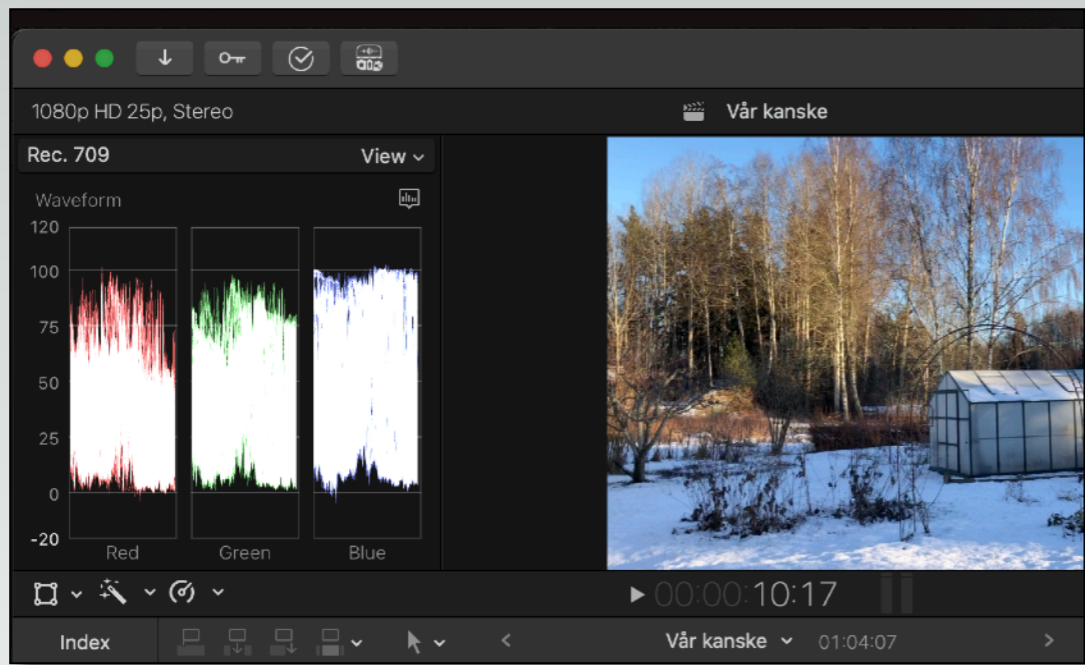 1080p HD 25p, Stereo
Vår kanske
Rec. 709
View
Waveform
120
100
75
50
25
0
-20
Red
Green
Blue
00:00:10:17
Index
Vår kanske
01:04:07